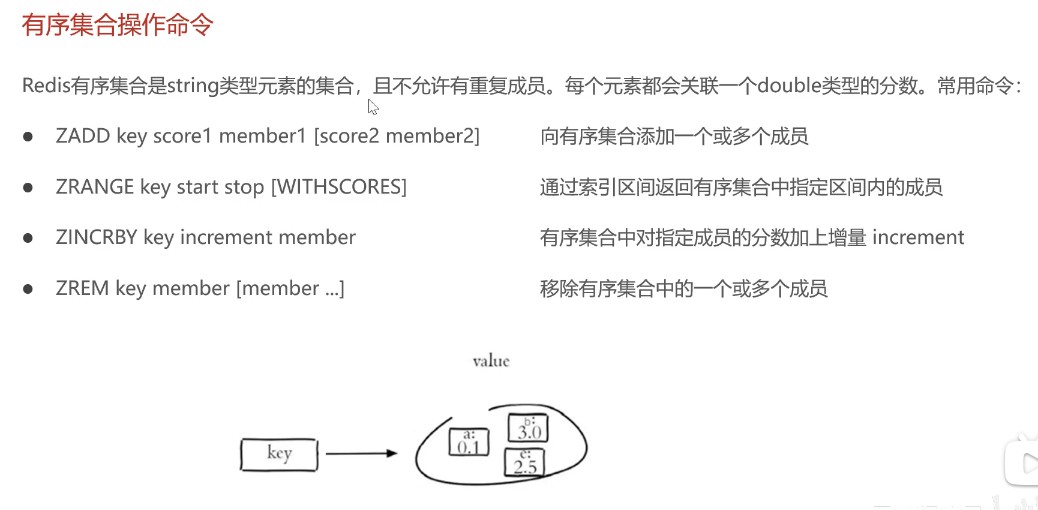 有序集合操作命令
Redis有序集合是string类型元素的集合，且不允许有重复成员。每个元素都会关联一个double类型的分数。常用命令：
● ZADD key score1 member1 [score2 member2] 向有序集合添加一个或多个成员
● ZRANGE key start stop [WITHSCORES] 通过索引区间返回有序集合中指定区间内的成员
● ZINCRBY key increment member 有序集合中对指定成员的分数加上增量 increment
● ZREM key member [member ...] 移除有序集合中的一个或多个成员
value
key
a:
0.1
b:
3.0
c:
2.5